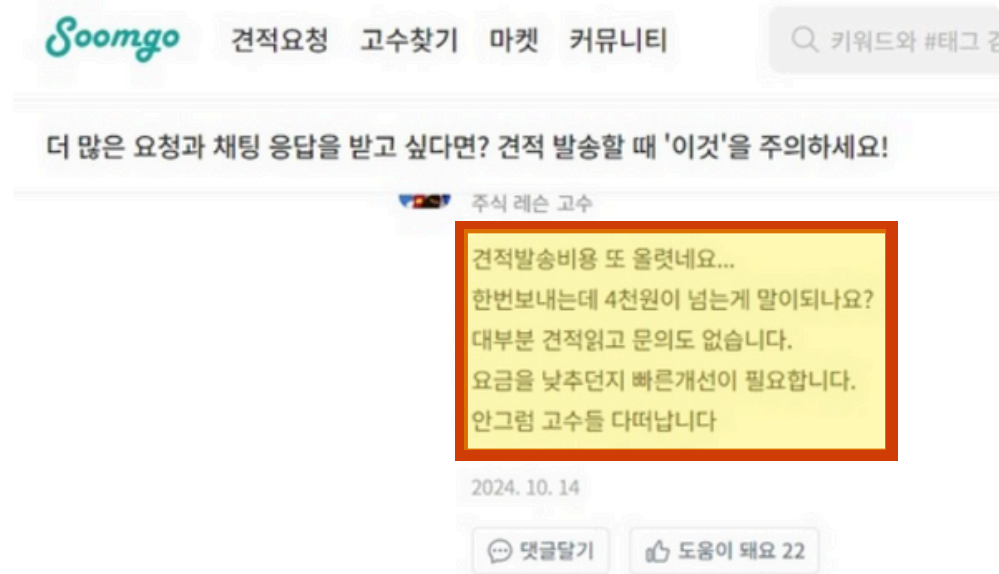 Soomgo 견적요청 고수찾기 마켓 커뮤니티 키워드와 #태그
더 많은 요청과 채팅 응답을 받고 싶다면? 견적 발송할 때 '이것'을 주의하세요!
주식 레슨 고수
견적발송비용 또 올렷네요...
한번보내는데 4천원이 넘는게 말이되나요?
대부분 견적읽고 문의도 없습니다.
요금을 낮추던지 빠른개선이 필요합니다.
안그럼 고수들 다떠납니다
2024. 10. 14
댓글달기 도움이 돼요 22